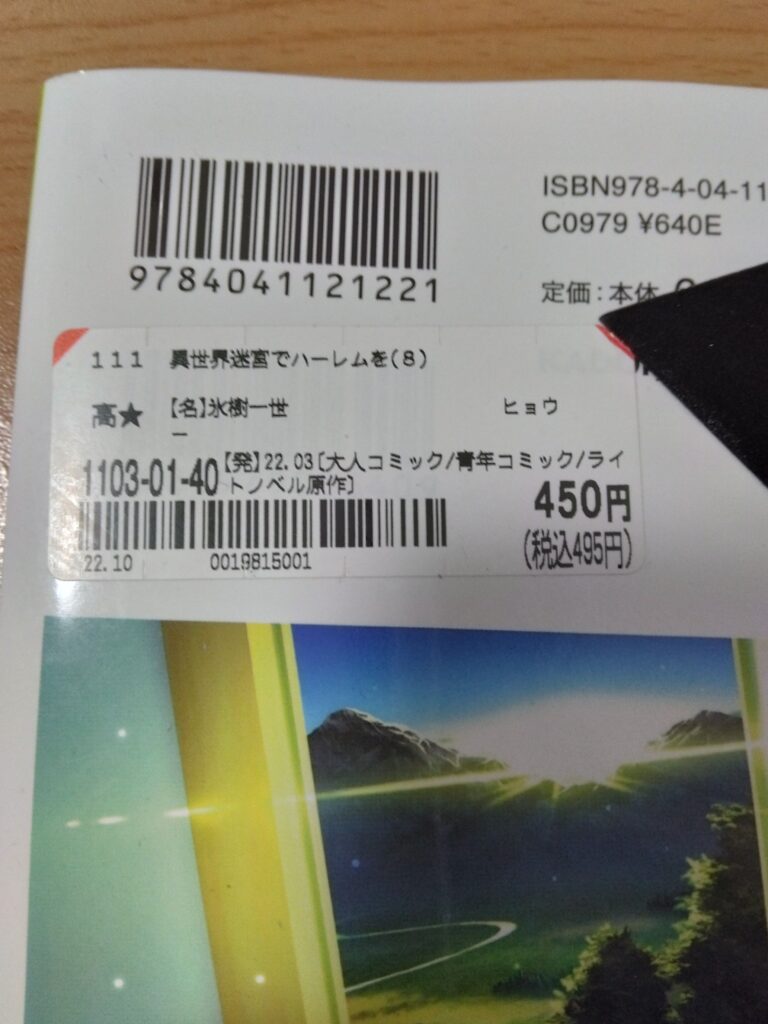 ISBN978-4-04-11
C0979 ¥640E
9784041121221
定価:本体
111 異世界迷宮でハーレムを(8)
高★ 【名】氷樹一世 ヒョウ
1103-01-40 【発】22.03[大人コミック/青年コミック/ライ
トノベル原作]
450円
(税込495円)
22.10 0019815001